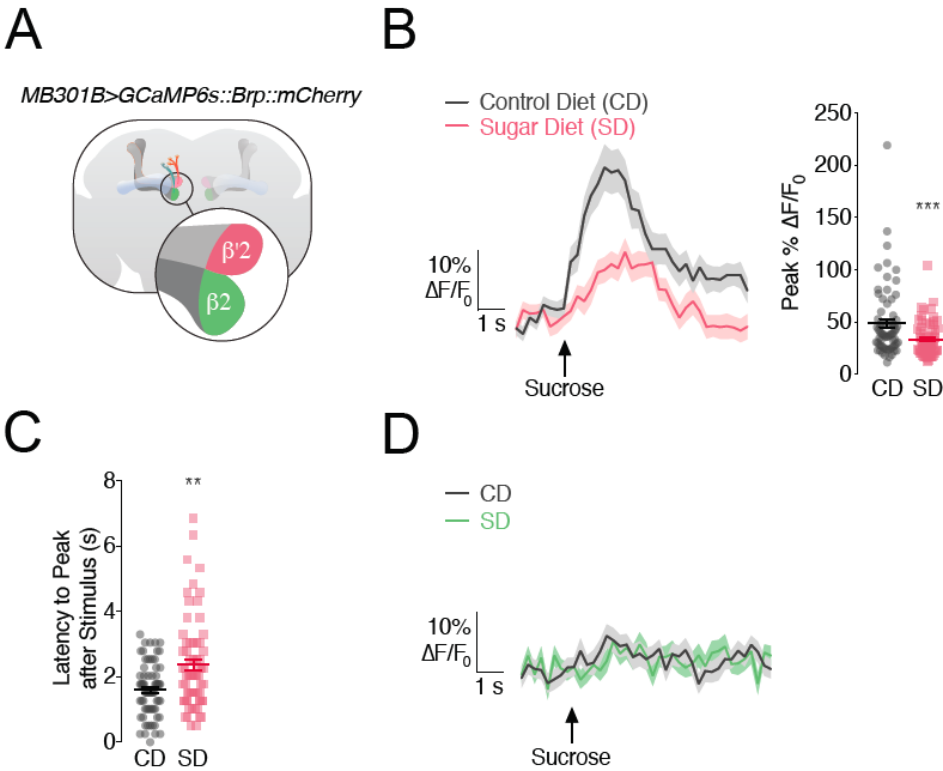 A
MB301B>GCaMP6s::Brp::mCherry
β'2
β2
B
Control Diet (CD)
Sugar Diet (SD)
10%
ΔF/F0
1 s
Sucrose
Peak % ΔF/F0
250
200
150
100
50
0
***
CD SD
C
Latency to Peak
after Stimulus (s)
8
6
4
2
0
**
CD SD
D
CD
SD
10%
ΔF/F0
1 s
Sucrose